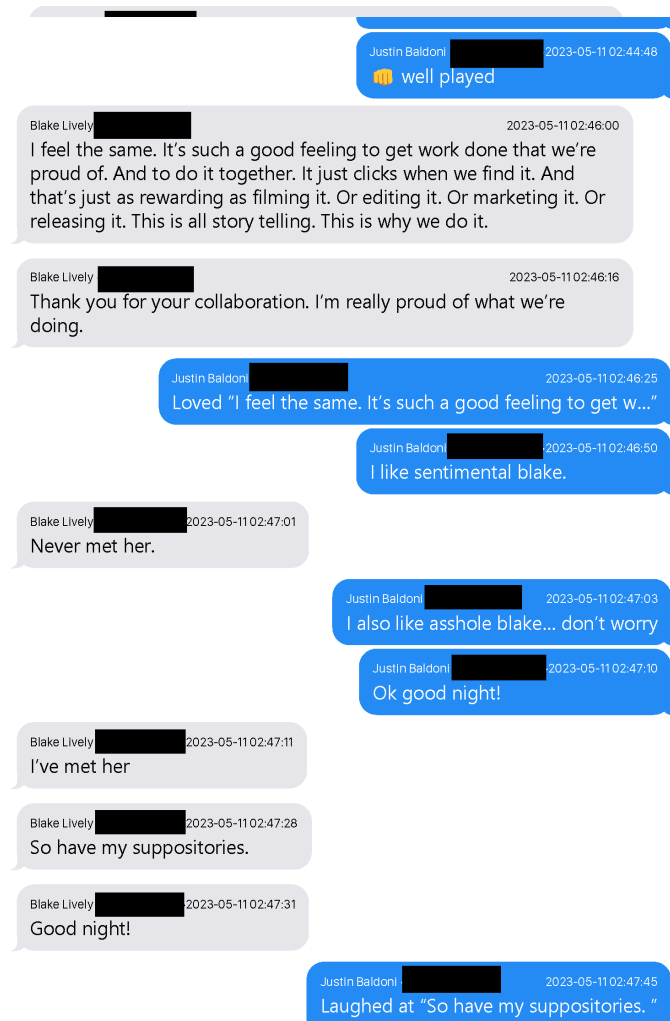 Justin Baldoni 2023-05-11 02:44:48
👊 well played
Blake Lively 2023-05-11 02:46:00
I feel the same. It’s such a good feeling to get work done that we’re
proud of. And to do it together. It just clicks when we find it. And
that’s just as rewarding as filming it. Or editing it. Or marketing it. Or
releasing it. This is all story telling. This is why we do it.
Blake Lively 2023-05-11 02:46:16
Thank you for your collaboration. I’m really proud of what we’re
doing.
Justin Baldoni 2023-05-11 02:46:25
Loved “I feel the same. It’s such a good feeling to get w…”
Justin Baldoni 2023-05-11 02:46:50
I like sentimental blake.
Blake Lively 2023-05-11 02:47:01
Never met her.
Justin Baldoni 2023-05-11 02:47:03
I also like asshole blake... don’t worry
Justin Baldoni 2023-05-11 02:47:10
Ok good night!
Blake Lively 2023-05-11 02:47:11
I’ve met her
Blake Lively 2023-05-11 02:47:28
So have my suppositories.
Blake Lively 2023-05-11 02:47:31
Good night!
Justin Baldoni 2023-05-11 02:47:45
Laughed at “So have my suppositories. ”